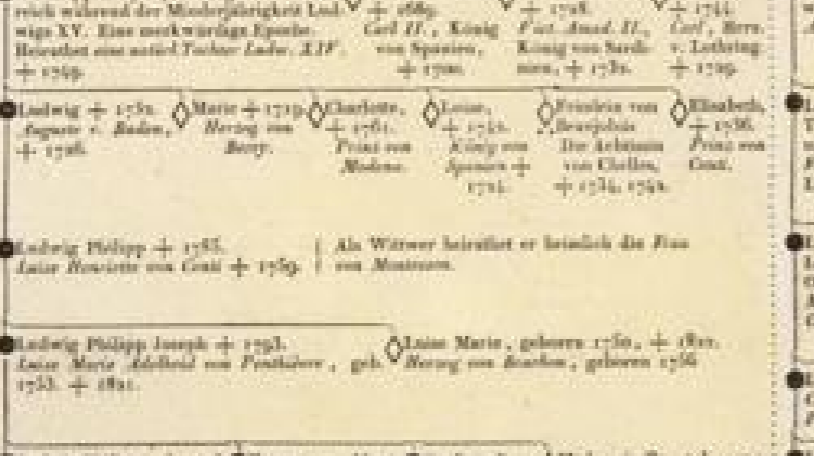 reich während der Minderjährigkeit Lud-
wigs XV. Eine merkwürdige Epoche.
Heirathet eine natürl. Tochter Ludw. XIV.
+ 1749.
+ 1689.
Carl II., König
von Spanien,
+ 1700.
+ 1728.
Vict. Amad. II.,
König von Sardi-
nien, + 1732.
+ 1744.
Carl, Herz.
v. Lothring.
+ 1729.
Ludwig + 1752.
Auguste v. Baden,
+ 1726.
Marie + 1719.
Herzog von
Berry.
Charlotte,
+ 1761.
Prinz von
Modena.
Luise,
+ 1742.
König von
Spanien +
1724.
Fräulein von
Beaujolais
Die Aebtissin
von Chelles,
+ 1734, 1742.
Elisabeth,
+ 1736.
Prinz von
Conti.
Ludwig Philipp + 1785.
Luise Henriette von Conti + 1759.
Als Wittwer heirathet er heimlich die Frau
von Montesson.
Ludwig Philipp Joseph + 1793.
Luise Marie Adelheid von Penthièvre, geb.
1753. + 1821.
Luise Marie, geboren 1750, + 1822.
Herzog von Bourbon, geboren 1756